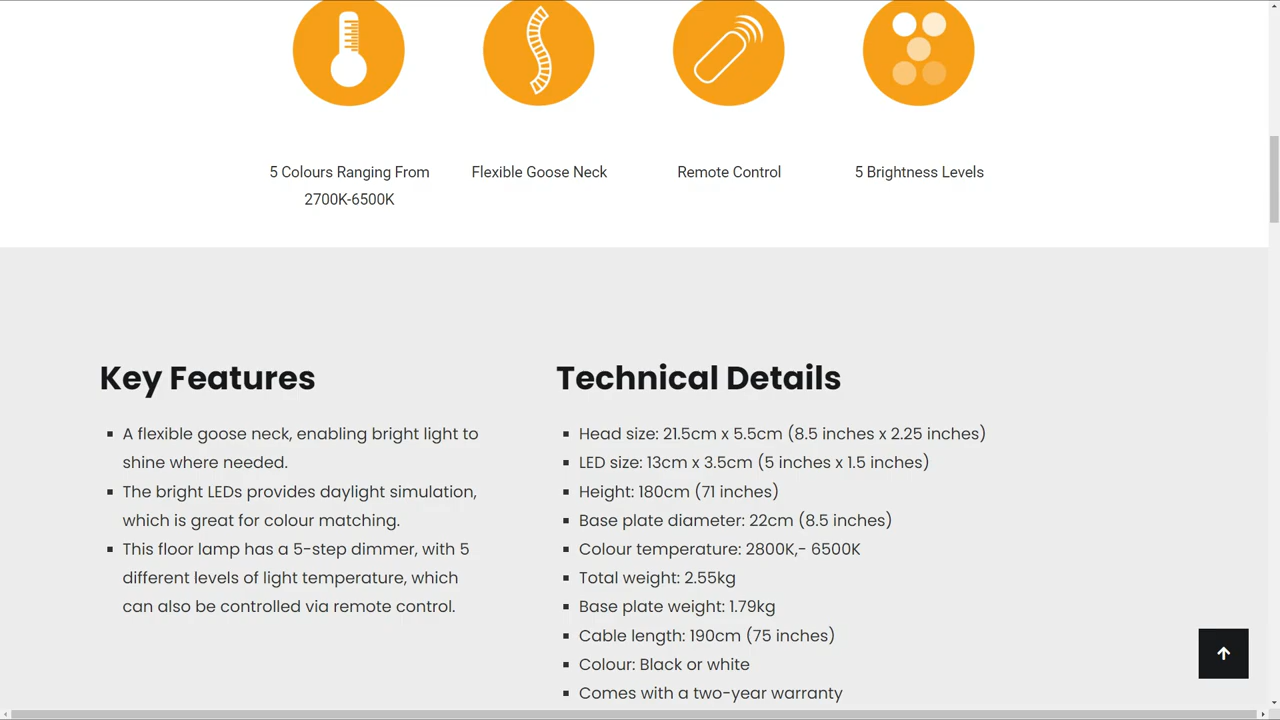 5 Colours Ranging From
2700K-6500K
Flexible Goose Neck
Remote Control
5 Brightness Levels
Key Features
A flexible goose neck, enabling bright light to
shine where needed.
The bright LEDs provides daylight simulation,
which is great for colour matching.
This floor lamp has a 5-step dimmer, with 5
different levels of light temperature, which
can also be controlled via remote control.
Technical Details
Head size: 21.5cm x 5.5cm (8.5 inches x 2.25 inches)
LED size: 13cm x 3.5cm (5 inches x 1.5 inches)
Height: 180cm (71 inches)
Base plate diameter: 22cm (8.5 inches)
Colour temperature: 2800K,- 6500K
Total weight: 2.55kg
Base plate weight: 1.79kg
Cable length: 190cm (75 inches)
Colour: Black or white
Comes with a two-year warranty